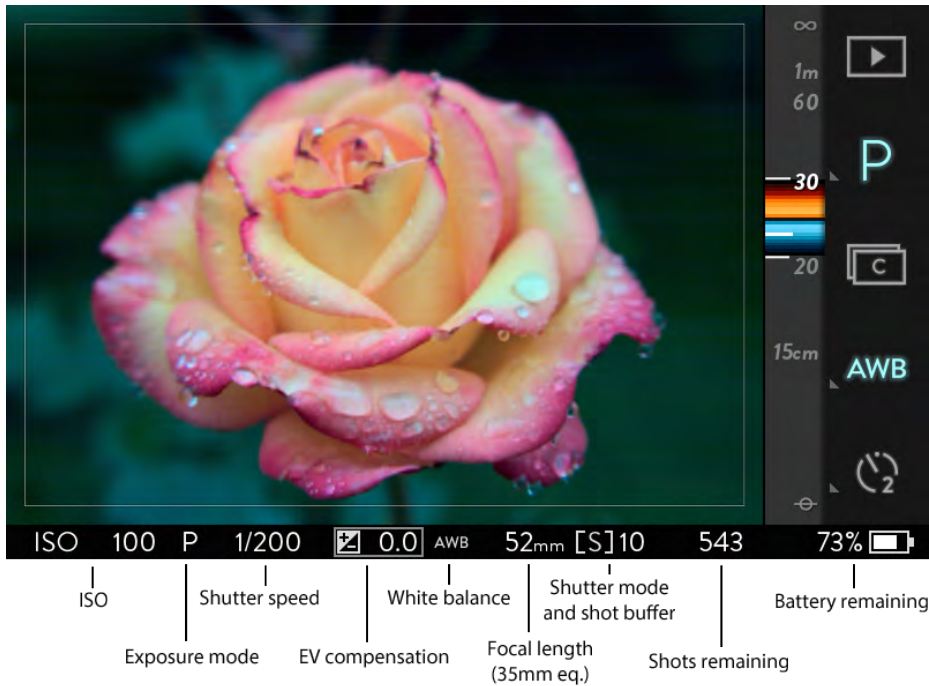 ∞
1m
60
P
30
C
20
15cm
AWB
2
ISO 100 P 1/200 0.0 AWB 52mm [S]10 543 73%
ISO
Shutter speed
White balance
Shutter mode
and shot buffer
Battery remaining
Exposure mode
EV compensation
Focal length
(35mm eq.)
Shots remaining